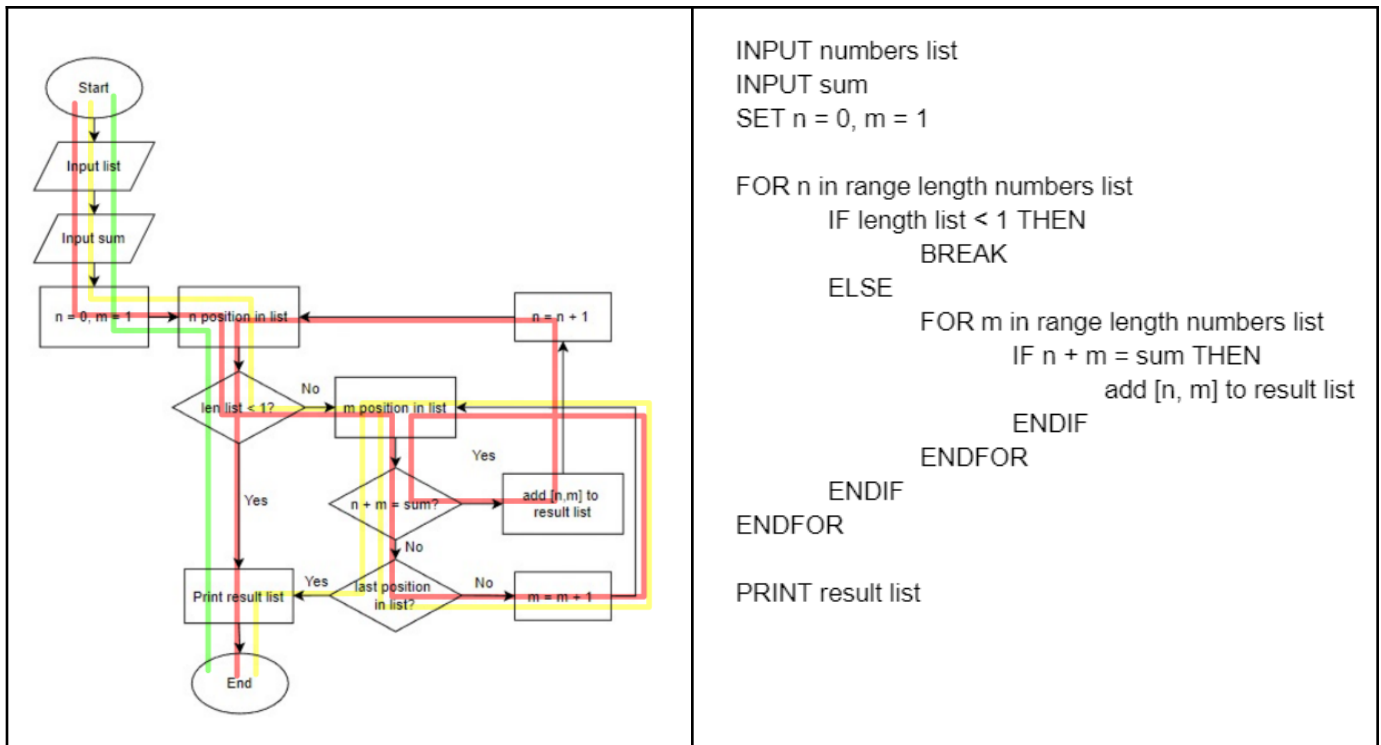 Start
Input list
Input sum
n = 0, m = 1
n position in list
n = n + 1
len list < 1?
No
m position in list
Yes
n + m = sum?
add [n,m] to
result list
Yes
No
Print result list
Yes
last position
in list?
No
m = m + 1
End
INPUT numbers list
INPUT sum
SET n = 0, m = 1
FOR n in range length numbers list
IF length list < 1 THEN
BREAK
ELSE
FOR m in range length numbers list
IF n + m = sum THEN
add [n, m] to result list
ENDIF
ENDFOR
ENDIF
ENDFOR
PRINT result list